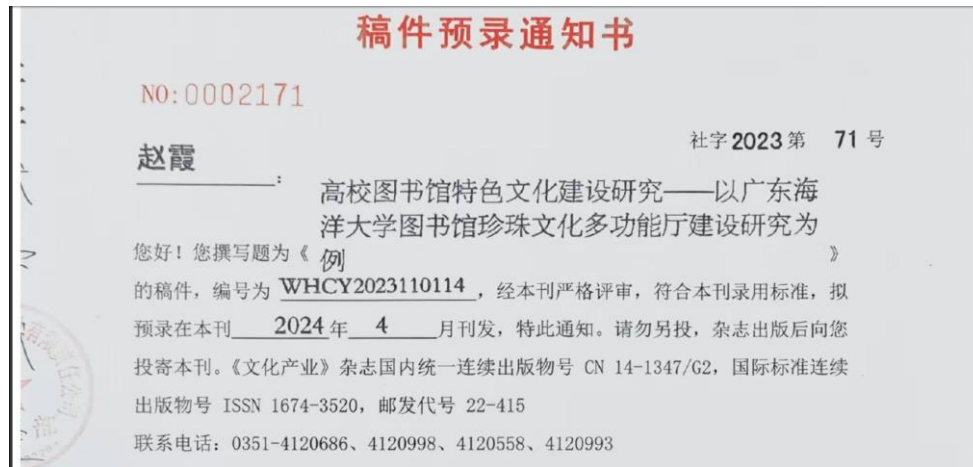 稿件预录通知书
NO:0002171
社字2023第 71 号
赵霞
：
高校图书馆特色文化建设研究——以广东海
洋大学图书馆珍珠文化多功能厅建设研究为
您好！您撰写题为《 例 》
的稿件，编号为 WHCY2023110114，经本刊严格评审，符合本刊录用标准，拟
预录在本刊 2024年 4 月刊发，特此通知。请勿另投，杂志出版后向您
投寄本刊。《文化产业》杂志国内统一连续出版物号 CN 14-1347/G2，国际标准连续
出版物号 ISSN 1674-3520，邮发代号 22-415
联系电话：0351-4120686、4120998、4120558、4120993